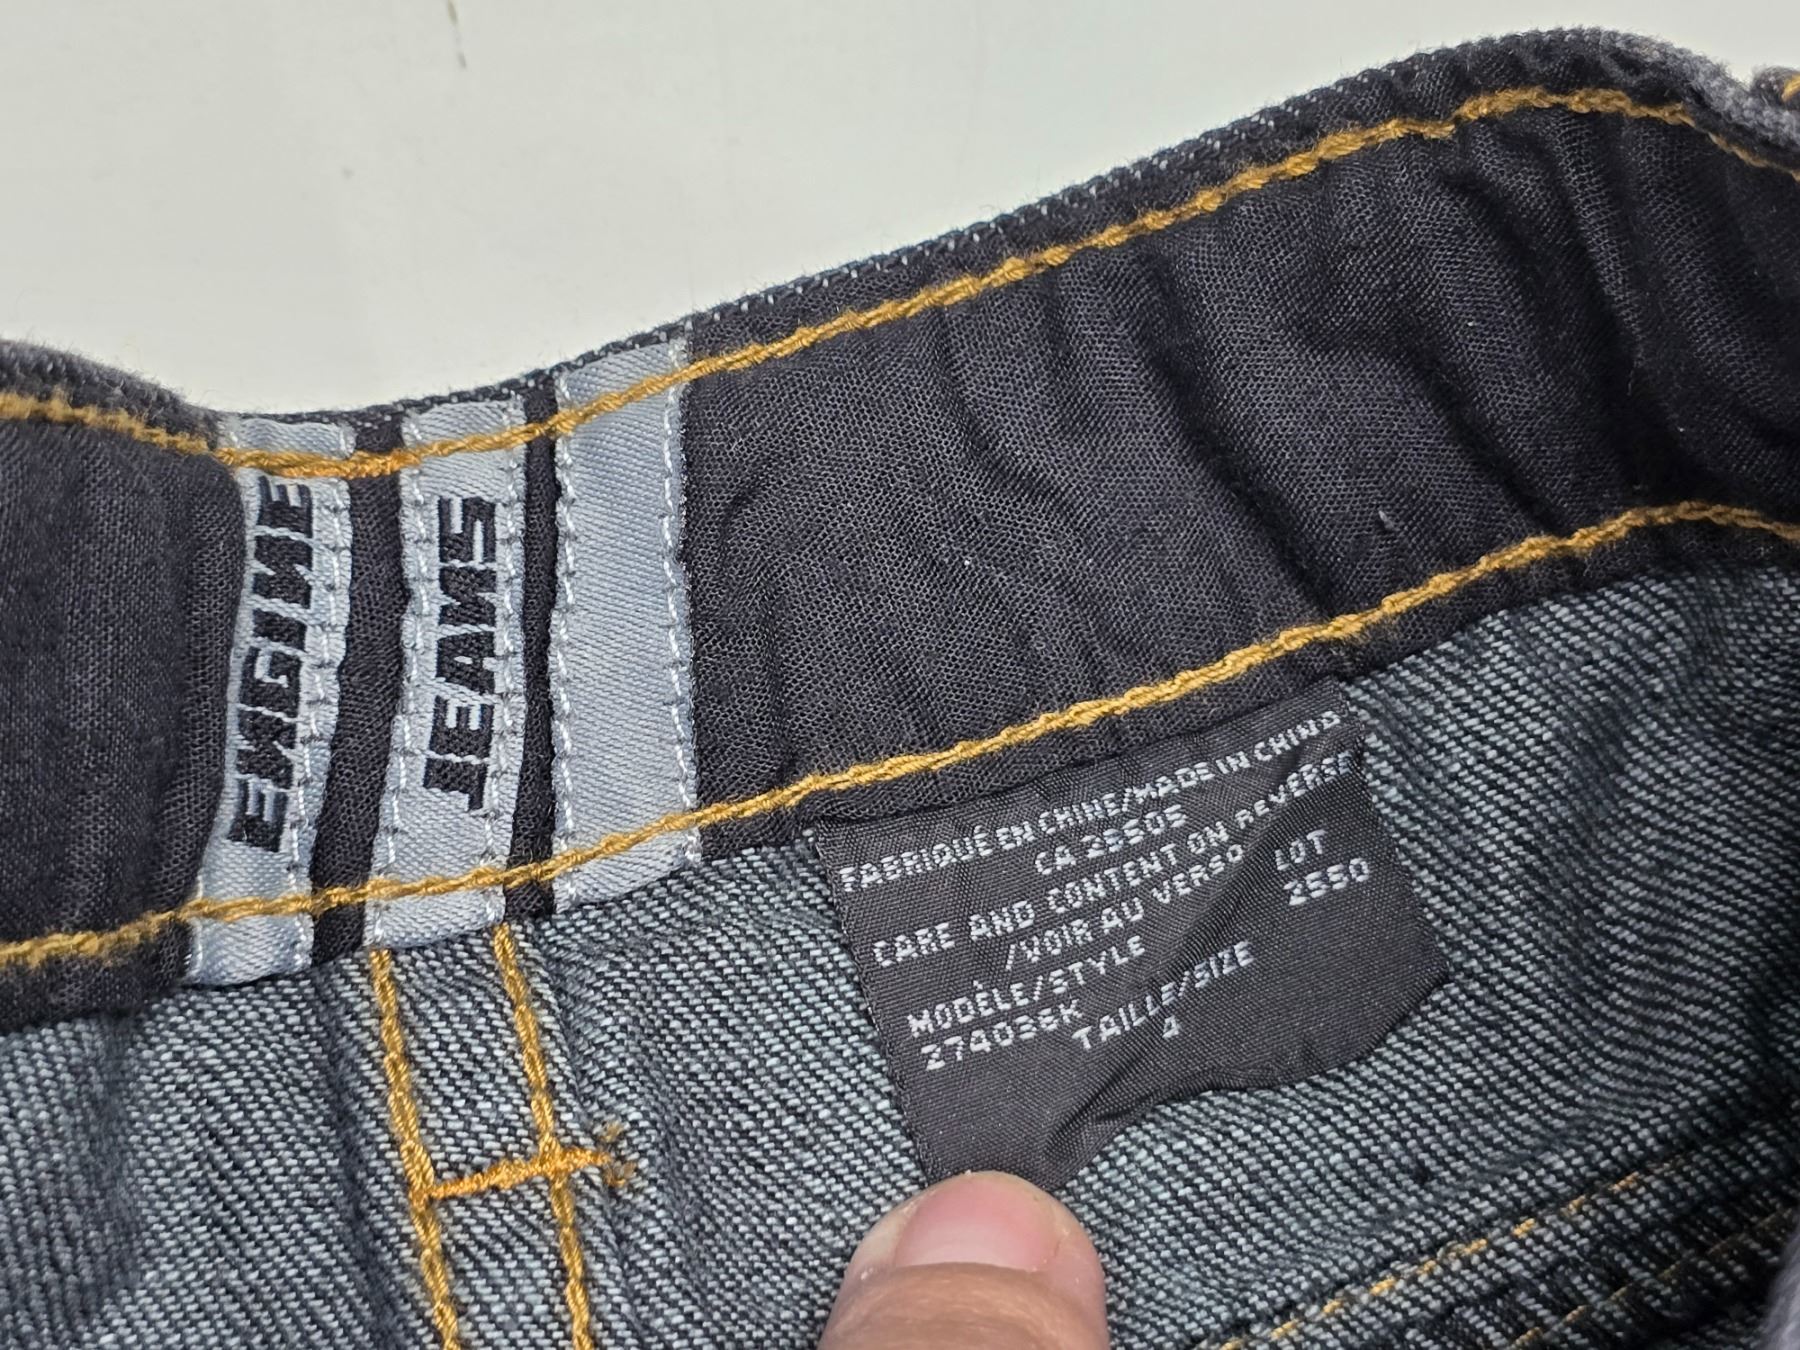 ENGINE
JEANS
FABRIQUÉ EN CHINE/MADE IN CHINA
CA 25505
CARE AND CONTENT ON REVERSE
/VOIR AU VERSO
LOT
2550
MODÈLE/STYLE
274035K
TAILLE/SIZE
4